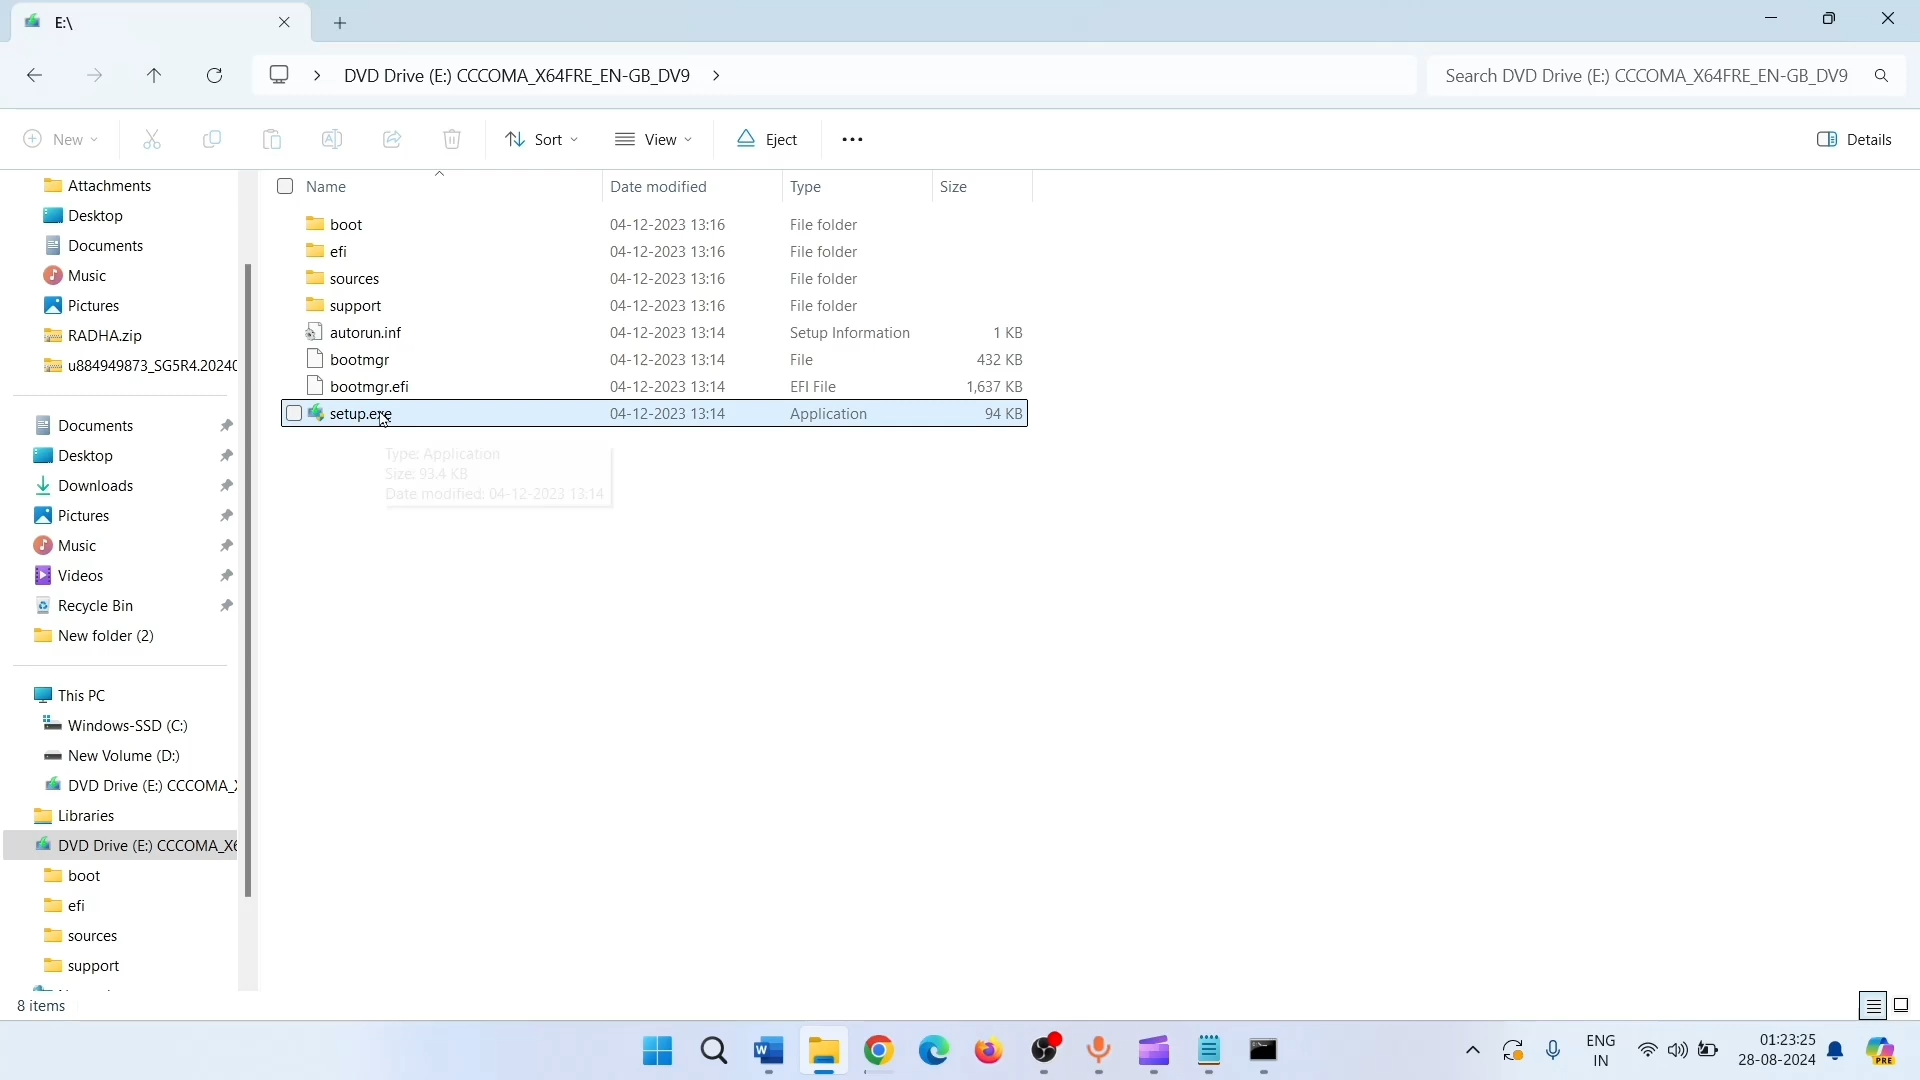 E:\
DVD Drive (E:) CCCOMA_X64FRE_EN-GB_DV9
Search DVD Drive (E:) CCCOMA_X64FRE_EN-GB_DV9
New
Sort
View
Eject
Details
Name Date modified Type Size
boot 04-12-2023 13:16 File folder
efi 04-12-2023 13:16 File folder
sources 04-12-2023 13:16 File folder
support 04-12-2023 13:16 File folder
autorun.inf 04-12-2023 13:14 Setup Information 1 KB
bootmgr 04-12-2023 13:14 File 432 KB
bootmgr.efi 04-12-2023 13:14 EFI File 1,637 KB
setup.exe 04-12-2023 13:14 Application 94 KB
Type: Application
Size: 93.4 KB
Date modified: 04-12-2023 13:14
Attachments
Desktop
Documents
Music
Pictures
RADHA.zip
u884949873_SG5R4.2024
Documents
Desktop
Downloads
Pictures
Music
Videos
Recycle Bin
New folder (2)
This PC
Windows-SSD (C:)
New Volume (D:)
DVD Drive (E:) CCCOMA_
Libraries
DVD Drive (E:) CCCOMA_X
boot
efi
sources
support
8 items
W
ENG
IN
01:23:25
28-08-2024
PRE